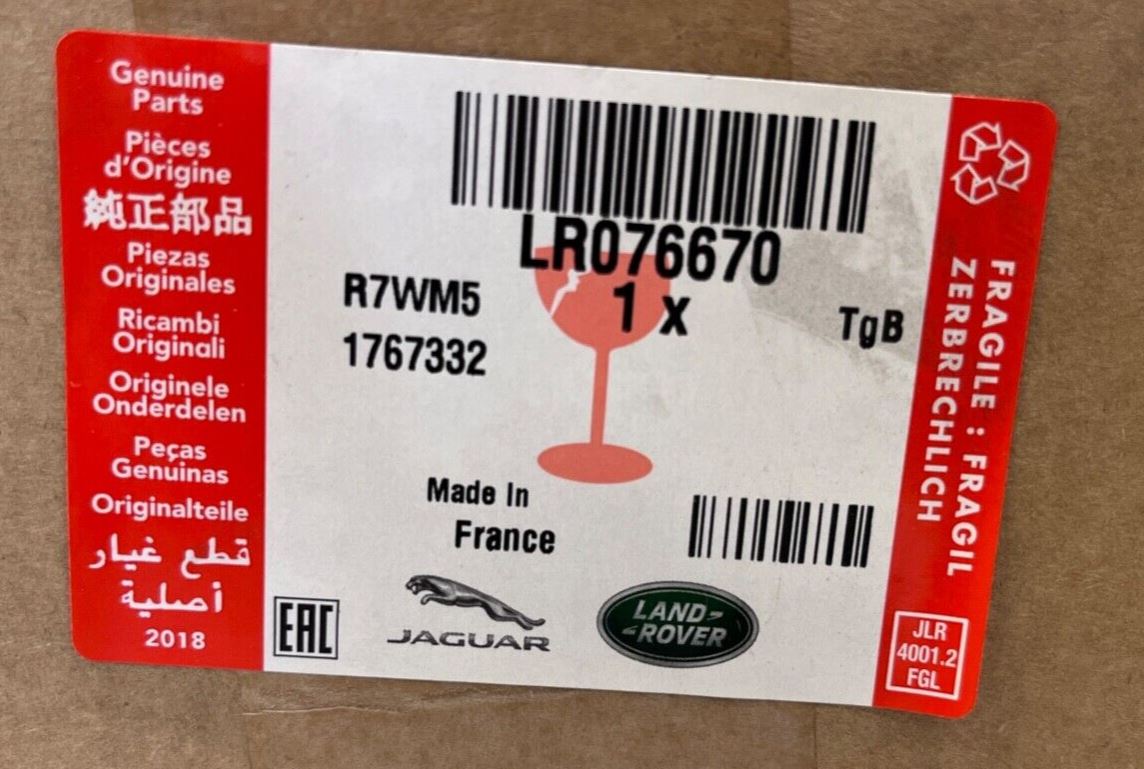 Genuine
Parts
Pièces
d'Origine
純正部品
Piezas
Originales
Ricambi
Originali
Originele
Onderdelen
Peças
Genuinas
Originalteile
قطع غيار
أصلية
2018
LR076670
R7WM5
1 x
TgB
1767332
Made In
France
EAC
JAGUAR
LAND-
-ROVER
FRAGILE : FRAGIL
ZERBRECHLICH
JLR
4001.2
FGL